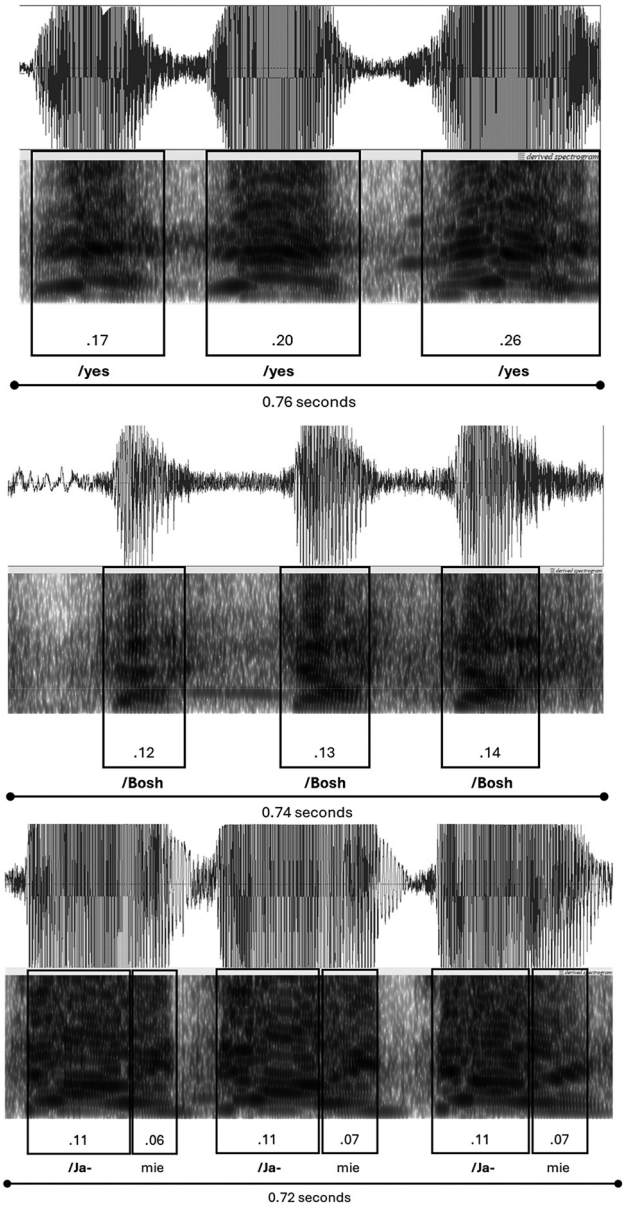 derived spectrogram
.17 .20 .26
/yes /yes /yes
0.76 seconds
derived spectrogram
.12 .13 .14
/Bosh /Bosh /Bosh
0.74 seconds
derived spectrogram
.11 .06 .11 .07 .11 .07
/Ja- mie /Ja- mie /Ja- mie
0.72 seconds